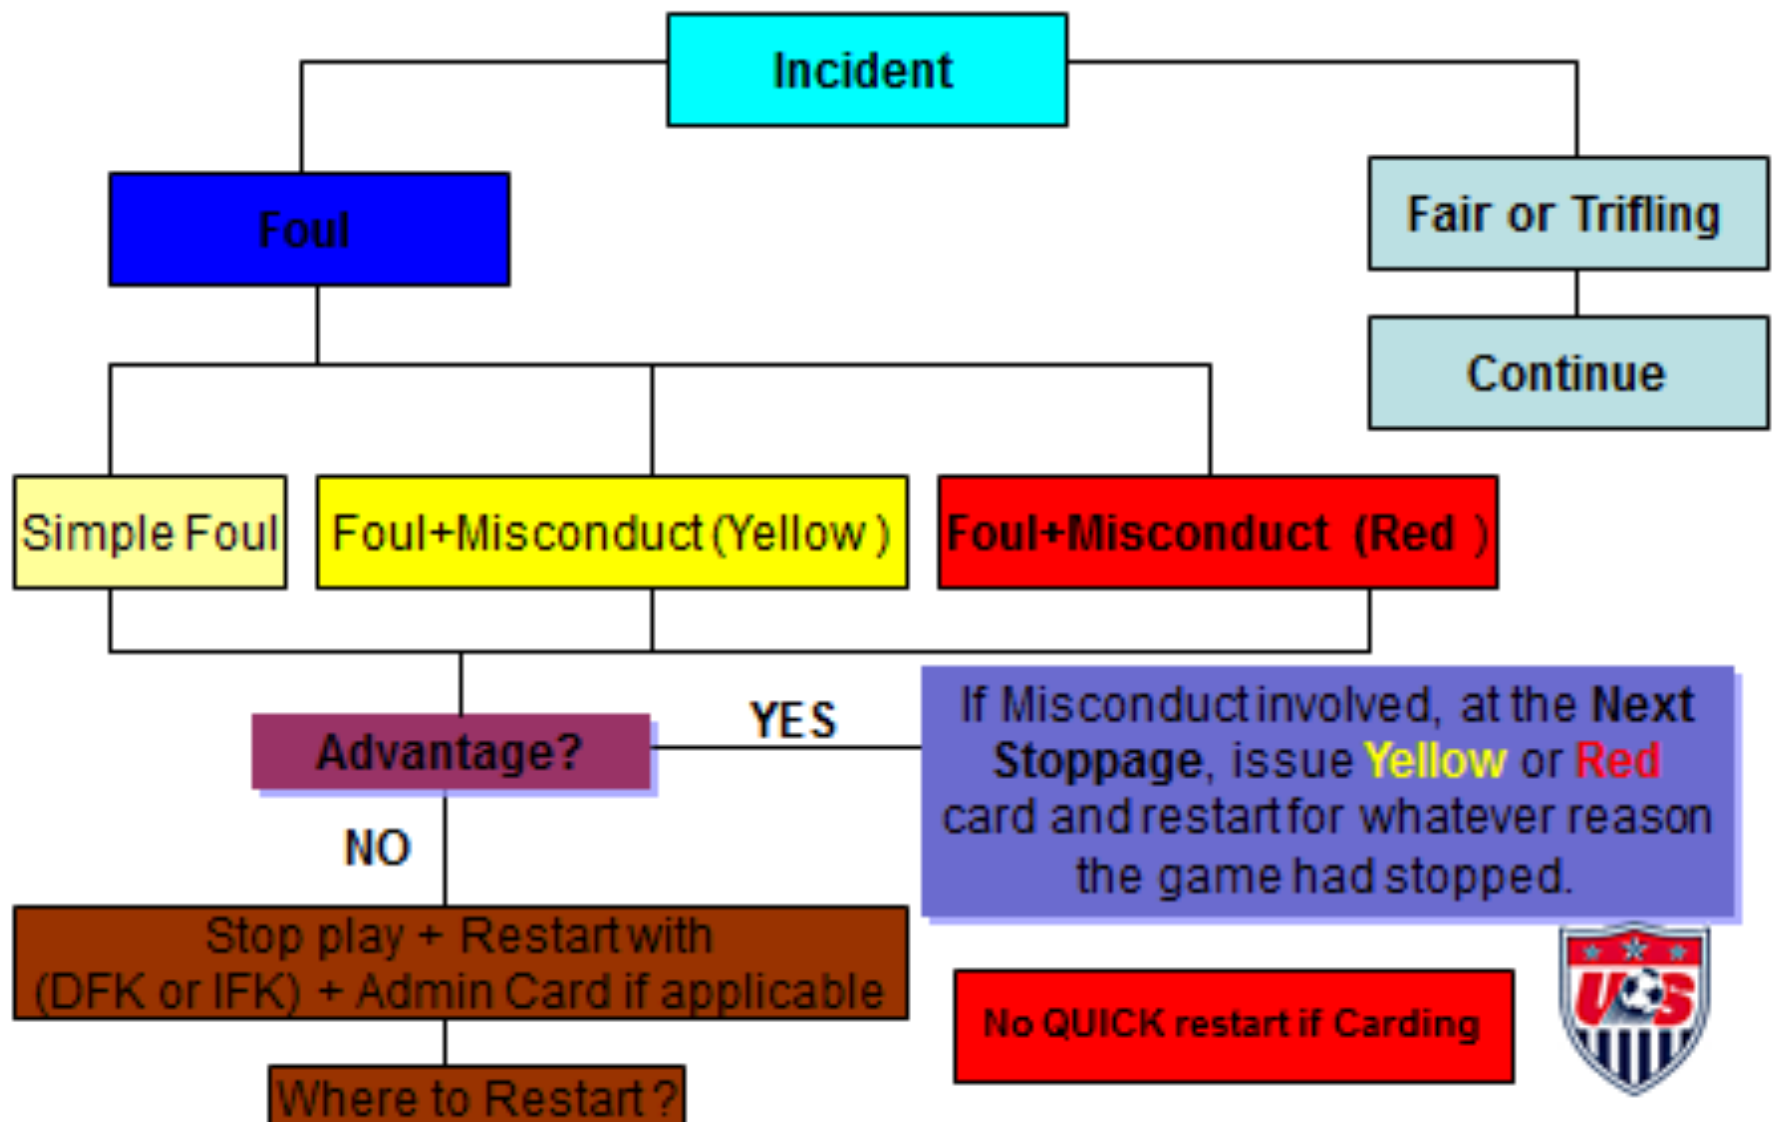 Incident
Foul
Fair or Trifling
Continue
Simple Foul
Foul+Misconduct (Yellow )
Foul+Misconduct (Red )
Advantage?
YES
If Misconduct involved, at the Next
Stoppage, issue Yellow or Red
card and restart for whatever reason
the game had stopped.
NO
Stop play + Restart with
(DFK or IFK) + Admin Card if applicable
No QUICK restart if Carding
US
Where to Restart ?